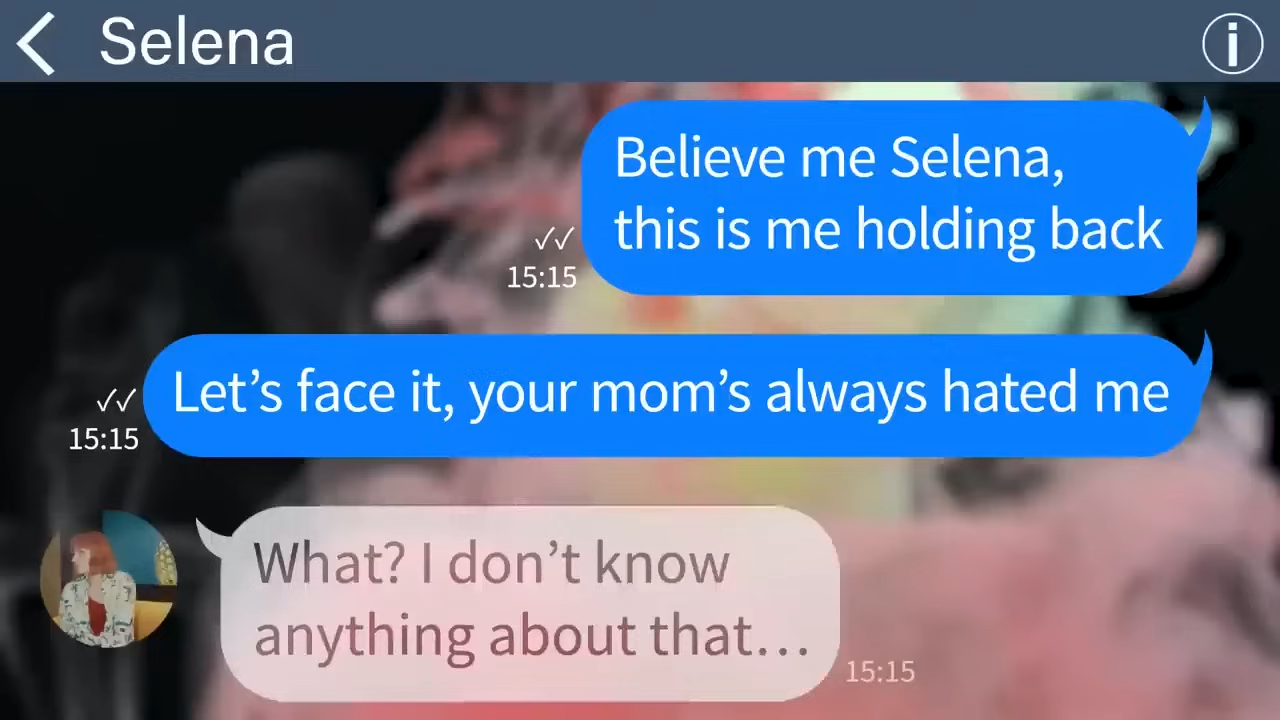 Selena
Believe me Selena,
this is me holding back
✓✓
15:15
Let’s face it, your mom’s always hated me
✓✓
15:15
What? I don’t know
anything about that…
15:15